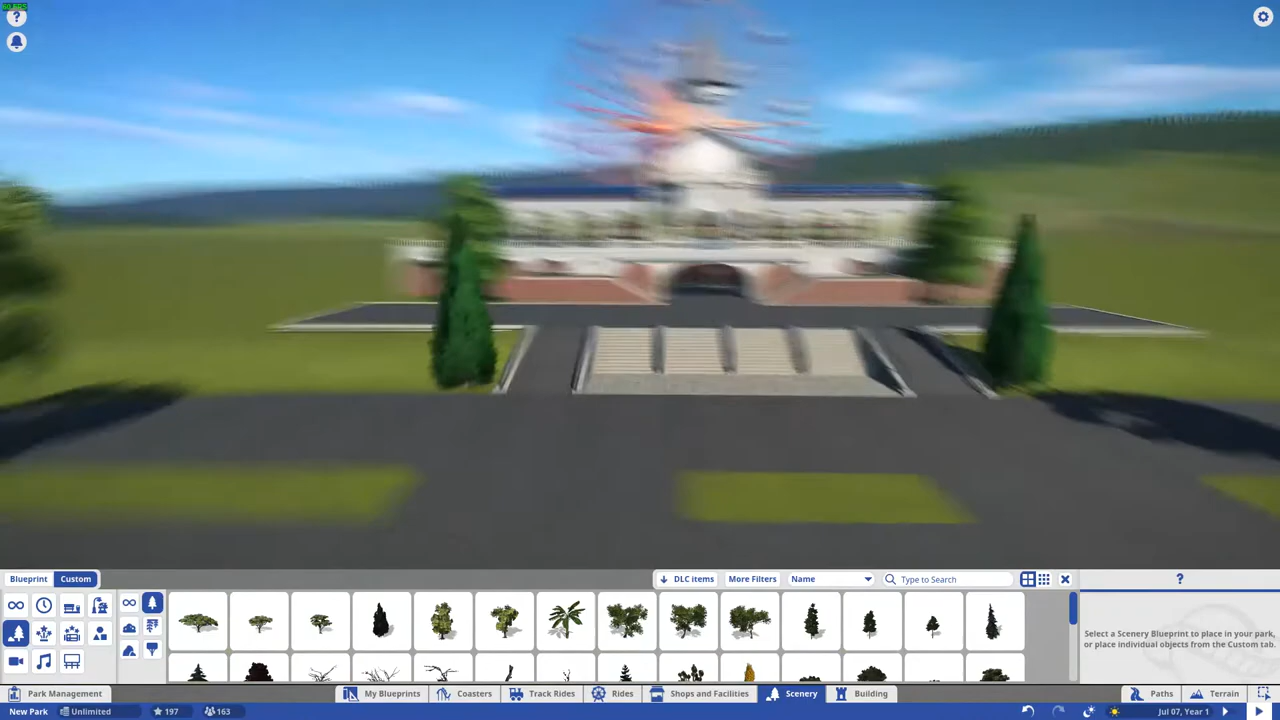 Blueprint Custom DLC items More Filters Name Type to Search
Select a Scenery Blueprint to place in your park,
or place individual objects from the Custom tab.
Park Management My Blueprints Coasters Track Rides Rides Shops and Facilities Scenery Building Paths Terrain
New Park Unlimited 197 163 Jul 07, Year 1